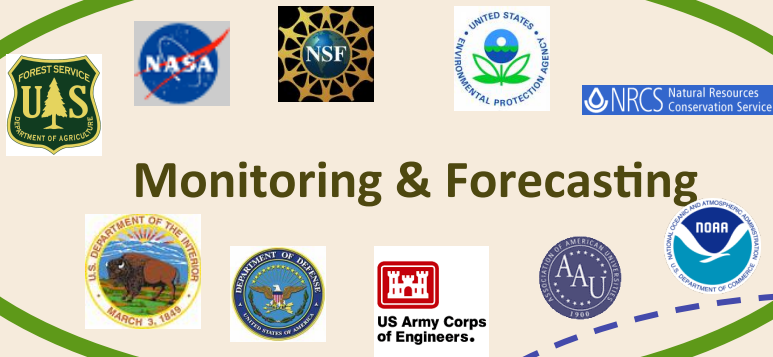 FOREST SERVICE
U S
DEPARTMENT OF AGRICULTURE
NASA
NSF
UNITED STATES
ENVIRONMENTAL PROTECTION AGENCY
NRCS Natural Resources
Conservation Service
Monitoring & Forecasting
U.S. DEPARTMENT OF THE INTERIOR
MARCH 3, 1849
DEPARTMENT OF DEFENSE
UNITED STATES OF AMERICA
US Army Corps
of Engineers.
ASSOCIATION OF AMERICAN UNIVERSITIES
AAU
1900
NATIONAL OCEANIC AND ATMOSPHERIC ADMINISTRATION
NOAA
U.S. DEPARTMENT OF COMMERCE